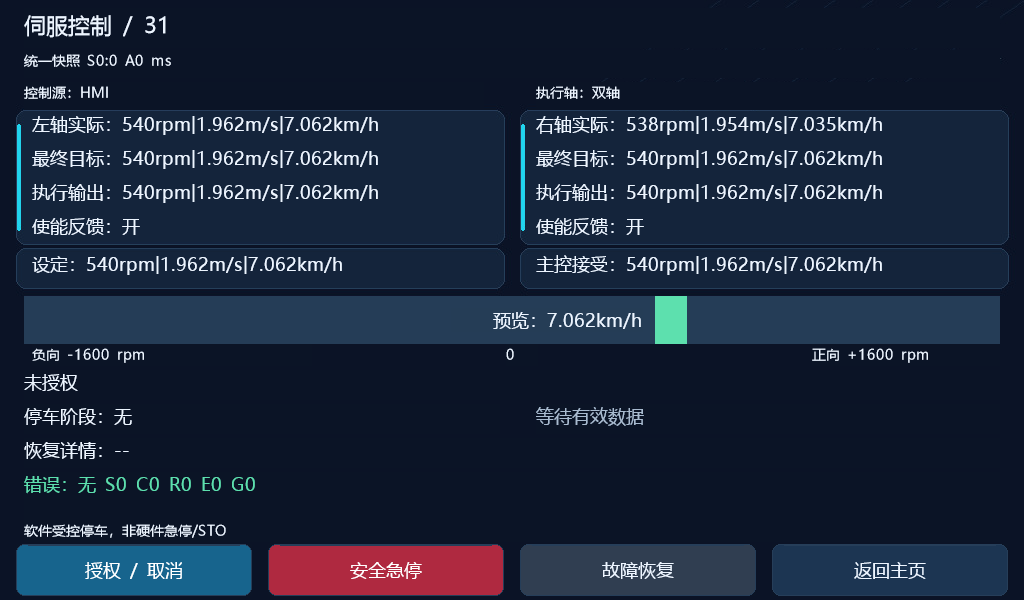 伺服控制 / 31
统一快照 S0:0 A0 ms
控制源：HMI
执行轴：双轴
左轴实际：540rpm|1.962m/s|7.062km/h
最终目标：540rpm|1.962m/s|7.062km/h
执行输出：540rpm|1.962m/s|7.062km/h
使能反馈：开
右轴实际：538rpm|1.954m/s|7.035km/h
最终目标：540rpm|1.962m/s|7.062km/h
执行输出：540rpm|1.962m/s|7.062km/h
使能反馈：开
设定：540rpm|1.962m/s|7.062km/h
主控接受：540rpm|1.962m/s|7.062km/h
预览：7.062km/h
负向 -1600 rpm
0
正向 +1600 rpm
未授权
停车阶段：无
等待有效数据
恢复详情：--
错误：无 S0 C0 R0 E0 G0
软件受控停车，非硬件急停/STO
授权 / 取消
安全急停
故障恢复
返回主页